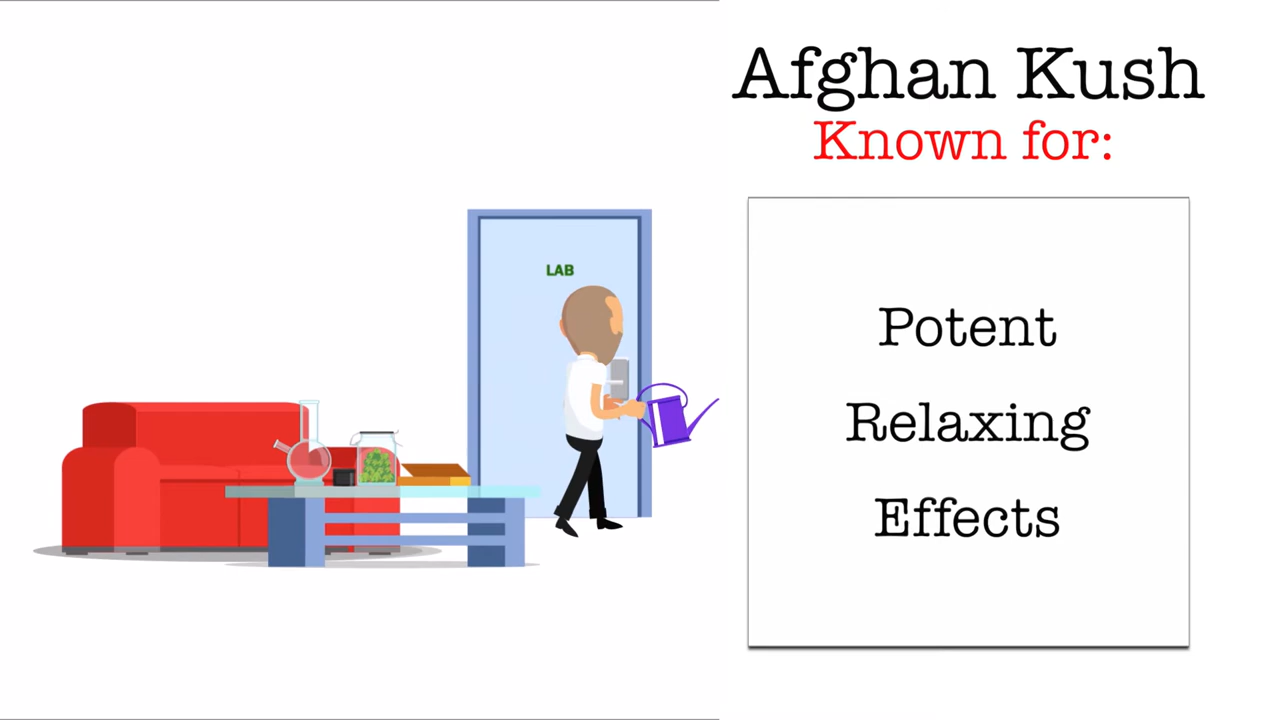 Afghan Kush
Known for:
LAB
Potent
Relaxing
Effects